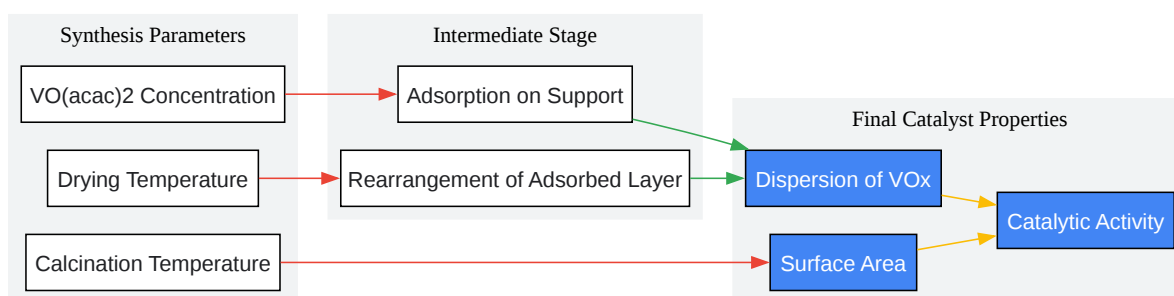 Synthesis Parameters
Intermediate Stage
VO(acac)2 Concentration
Adsorption on Support
Final Catalyst Properties
Drying Temperature
Rearrangement of Adsorbed Layer
Dispersion of VOx
Catalytic Activity
Calcination Temperature
Surface Area